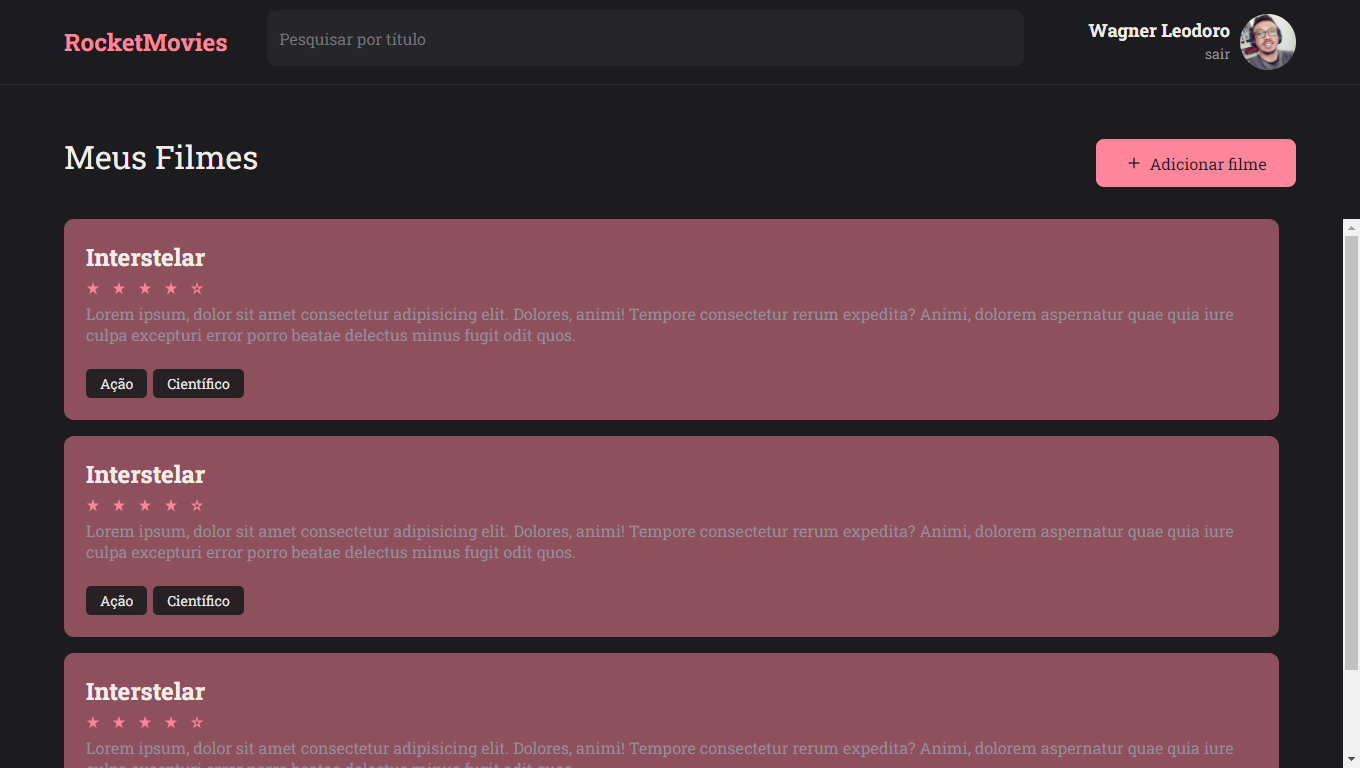 RocketMovies
Pesquisar por título
Wagner Leodoro
sair
Meus Filmes
+ Adicionar filme
Interstelar
★ ★ ★ ★ ☆
Lorem ipsum, dolor sit amet consectetur adipisicing elit. Dolores, animi! Tempore consectetur rerum expedita? Animi, dolorem aspernatur quae quia iure
culpa excepturi error porro beatae delectus minus fugit odit quos.
Ação Científico
Interstelar
★ ★ ★ ★ ☆
Lorem ipsum, dolor sit amet consectetur adipisicing elit. Dolores, animi! Tempore consectetur rerum expedita? Animi, dolorem aspernatur quae quia iure
culpa excepturi error porro beatae delectus minus fugit odit quos.
Ação Científico
Interstelar
★ ★ ★ ★ ☆
Lorem ipsum, dolor sit amet consectetur adipisicing elit. Dolores, animi! Tempore consectetur rerum expedita? Animi, dolorem aspernatur quae quia iure